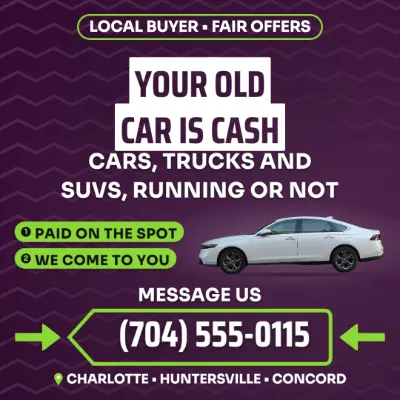 LOCAL BUYER • FAIR OFFERS
YOUR OLD
CAR IS CASH
CARS, TRUCKS AND
SUVS, RUNNING OR NOT
1 PAID ON THE SPOT
2 WE COME TO YOU
MESSAGE US
(704) 555-0115
CHARLOTTE • HUNTERSVILLE • CONCORD